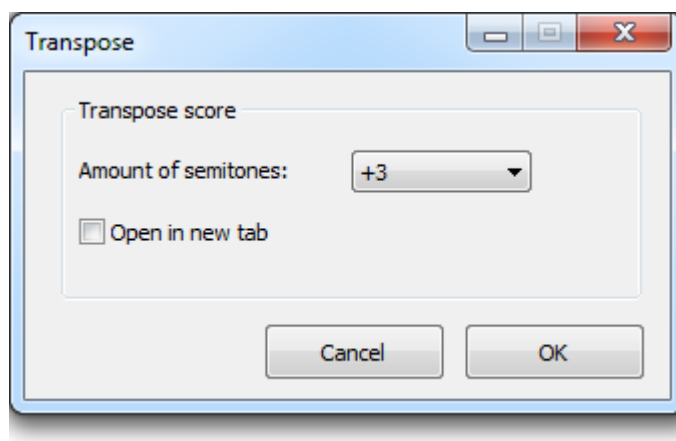 Transpose
Transpose score
Amount of semitones: +3
Open in new tab
Cancel OK